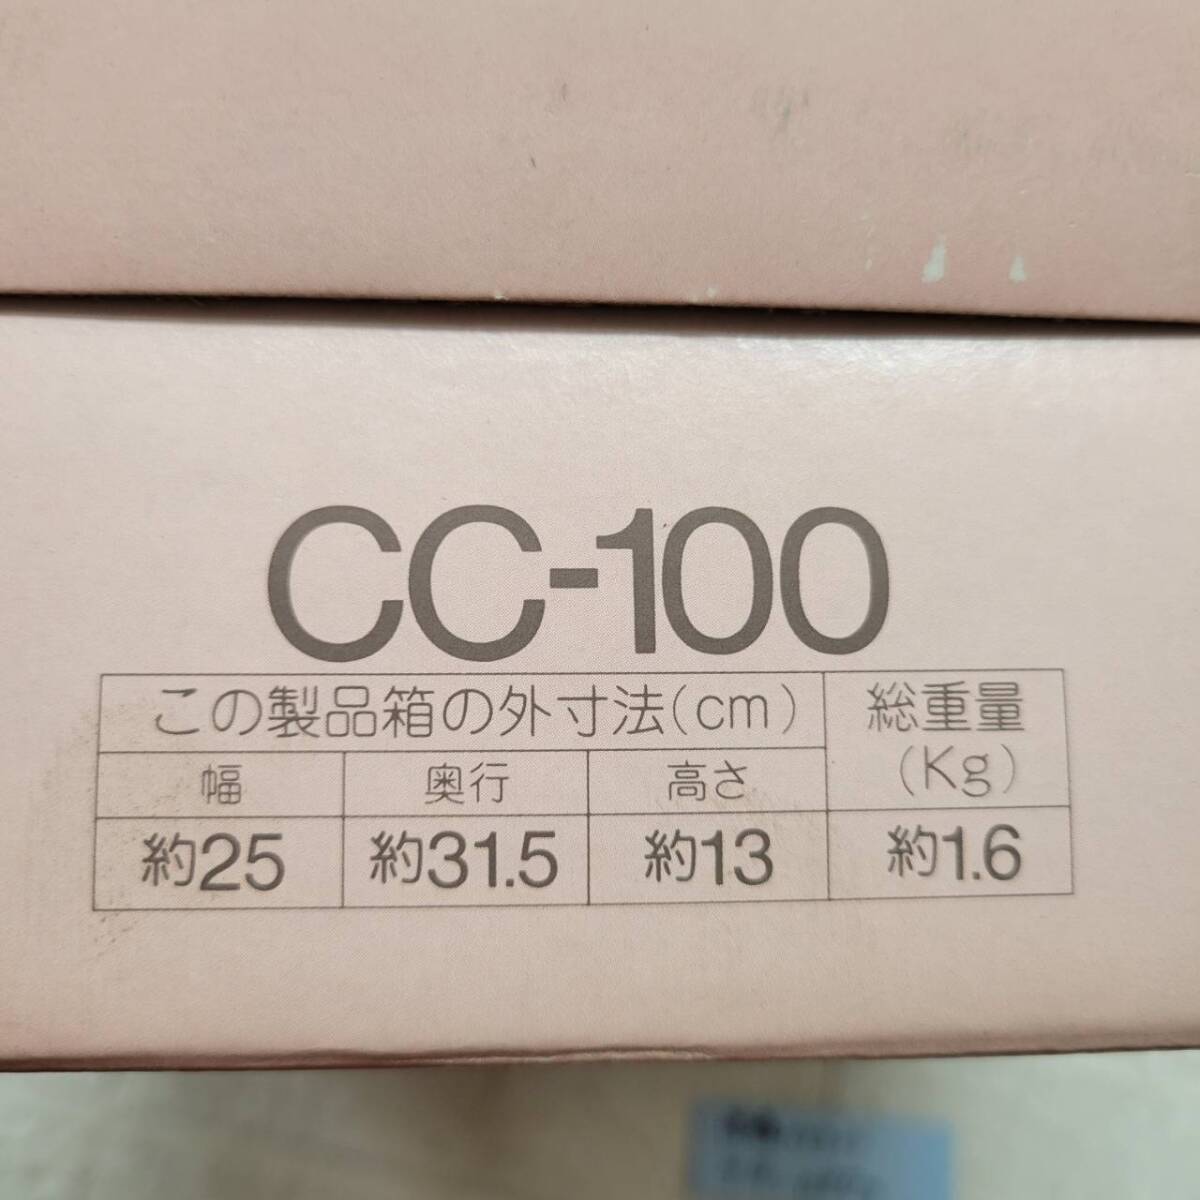 CC-100
この製品箱の外寸法(cm) 総重量
(Kg)
幅 奥行 高さ
約25 約31.5 約13 約1.6